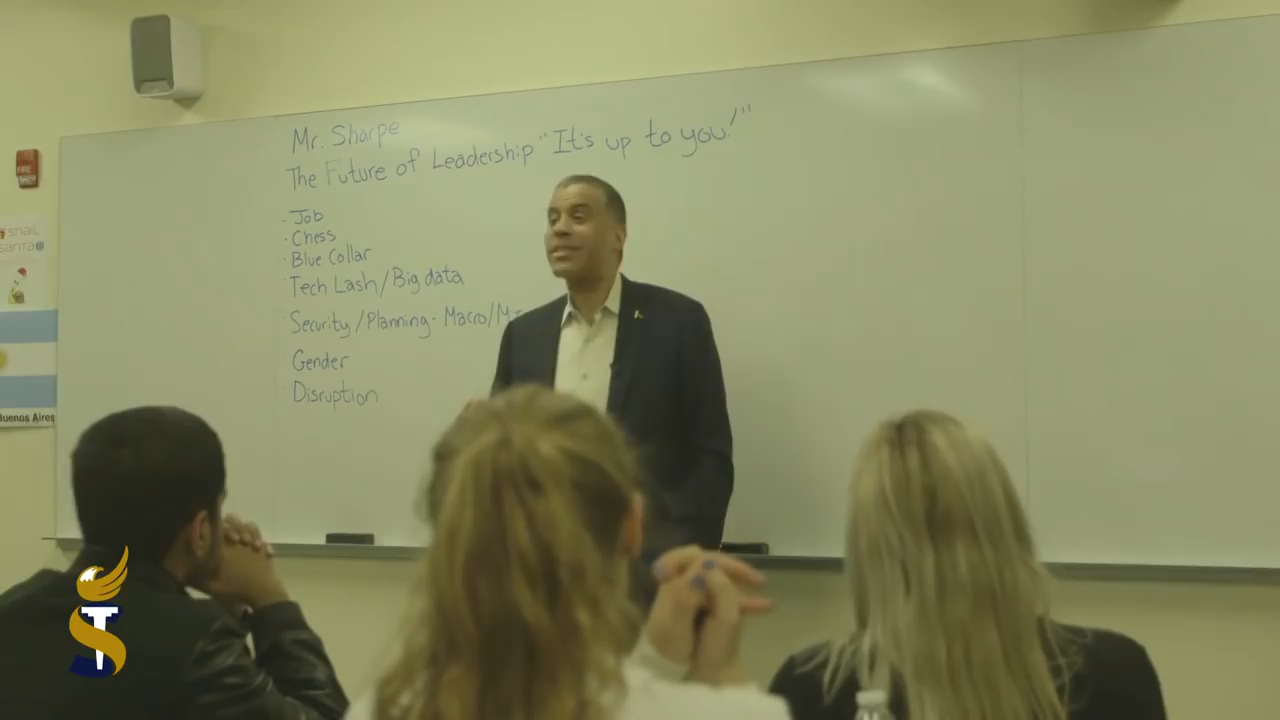 Mr. Sharpe
The Future of Leadership "It's up to you!"
· Job
· Chess
· Blue Collar
· Tech Lash/Big data
· Security/Planning - Macro/M
· Gender
· Disruption
FIRE
SNAIL
SANTA
Buenos Aires